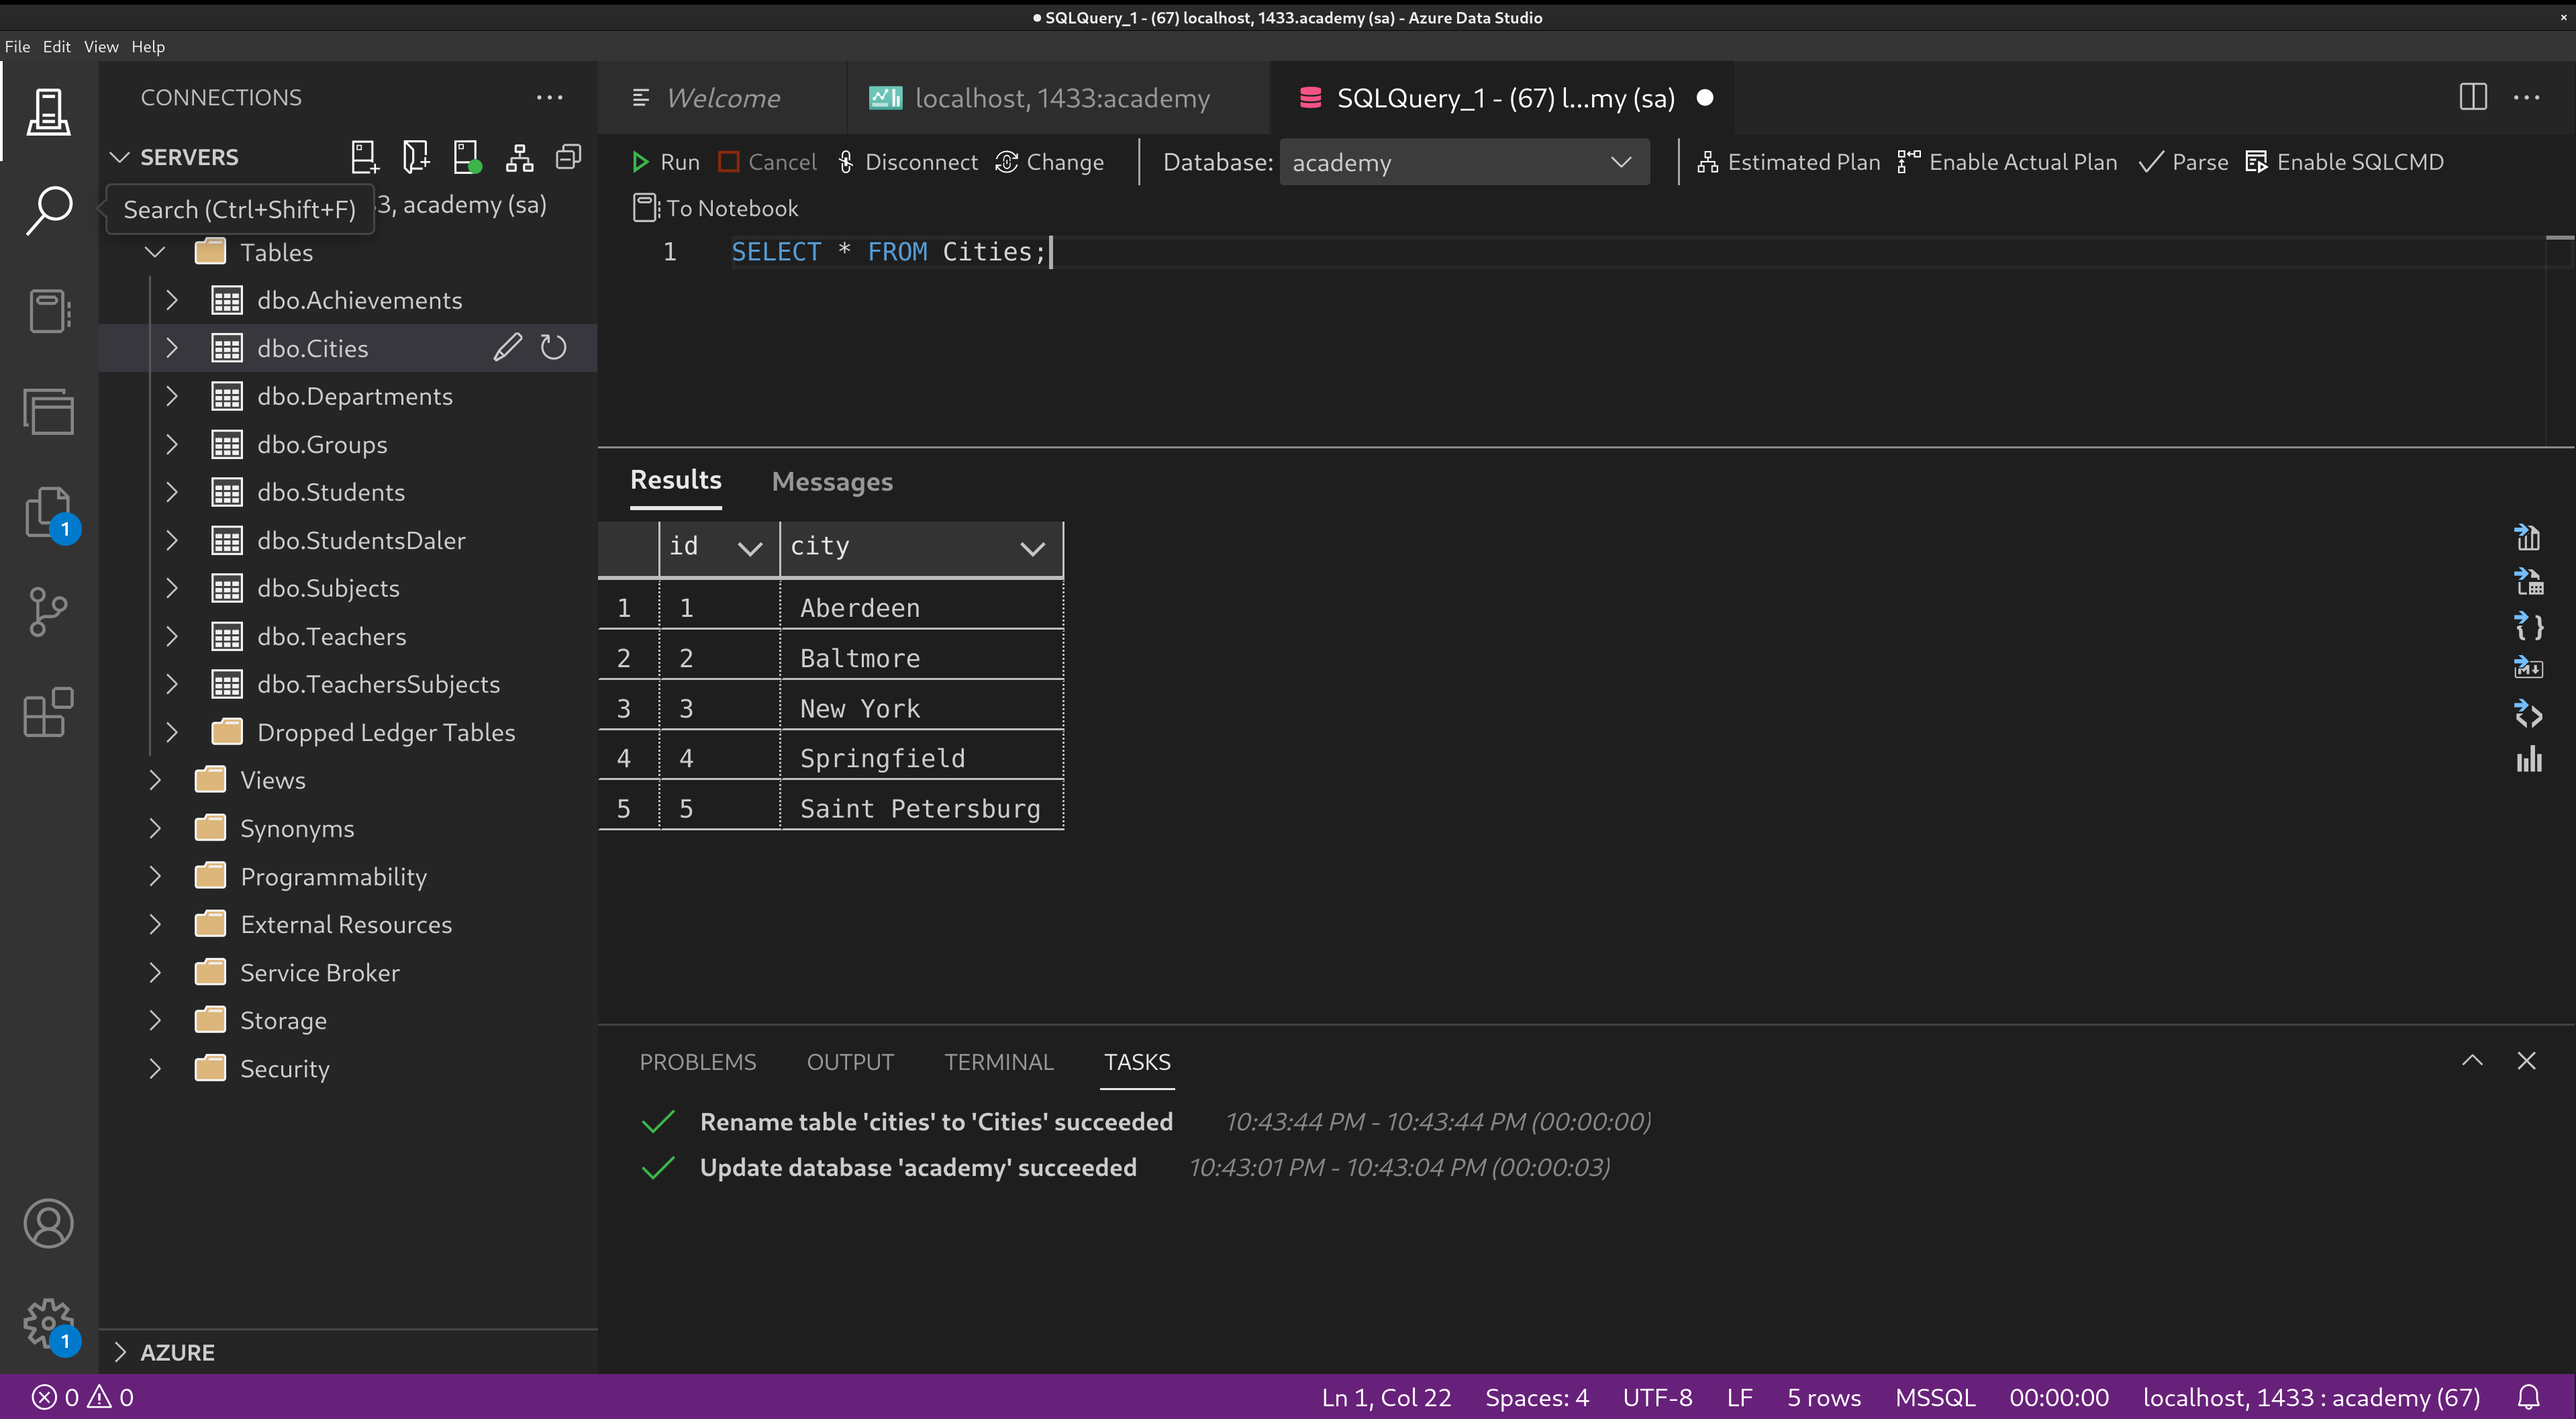 SQLQuery_1 - (67) localhost, 1433.academy (sa) - Azure Data Studio
File Edit View Help
CONNECTIONS
SERVERS
Search (Ctrl+Shift+F) 3, academy (sa)
Tables
dbo.Achievements
dbo.Cities
dbo.Departments
dbo.Groups
dbo.Students
dbo.StudentsDaler
dbo.Subjects
dbo.Teachers
dbo.TeachersSubjects
Dropped Ledger Tables
Views
Synonyms
Programmability
External Resources
Service Broker
Storage
Security
AZURE
1
1
Welcome localhost, 1433:academy SQLQuery_1 - (67) l...my (sa)
Run Cancel Disconnect Change Database: academy Estimated Plan Enable Actual Plan Parse Enable SQLCMD
To Notebook
1 SELECT * FROM Cities;
Results Messages
id city
1 1 Aberdeen
2 2 Baltmore
3 3 New York
4 4 Springfield
5 5 Saint Petersburg
PROBLEMS OUTPUT TERMINAL TASKS
Rename table 'cities' to 'Cities' succeeded 10:43:44 PM - 10:43:44 PM (00:00:00)
Update database 'academy' succeeded 10:43:01 PM - 10:43:04 PM (00:00:03)
0 0 Ln 1, Col 22 Spaces: 4 UTF-8 LF 5 rows MSSQL 00:00:00 localhost, 1433 : academy (67)